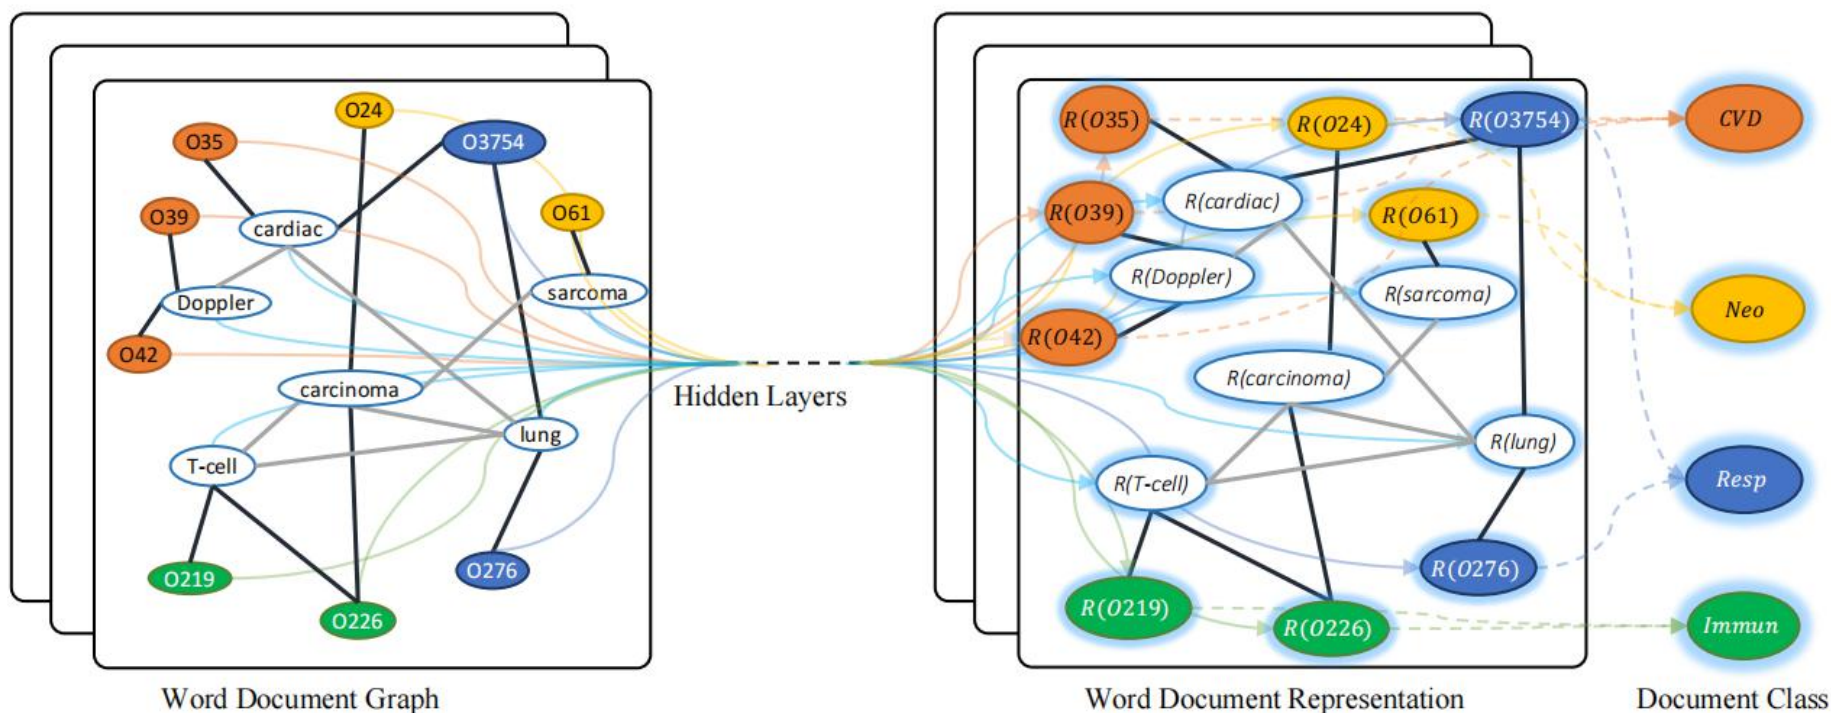 O24
O35
O3754
O39
O61
cardiac
sarcoma
Doppler
O42
carcinoma
lung
T-cell
O219
O276
O226
Word Document Graph
Hidden Layers
R(O35)
R(O24)
R(O3754)
R(O39)
R(cardiac)
R(O61)
R(Doppler)
R(sarcoma)
R(O42)
R(carcinoma)
R(lung)
R(T-cell)
R(O276)
R(O219)
R(O226)
Word Document Representation
CVD
Neo
Resp
Immun
Document Class